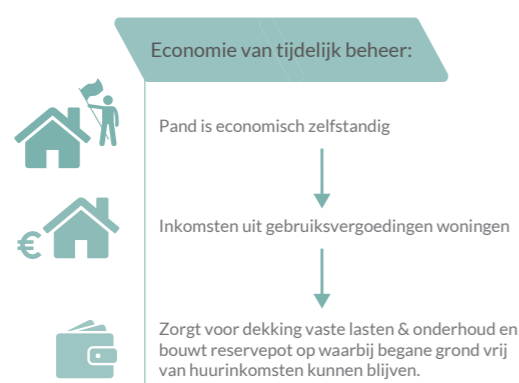 Economie van tijdelijk beheer:
Pand is economisch zelfstandig
€
Inkomsten uit gebruiksvergoedingen woningen
Zorgt voor dekking vaste lasten & onderhoud en
bouwt reservepot op waarbij begane grond vrij
van huurinkomsten kunnen blijven.